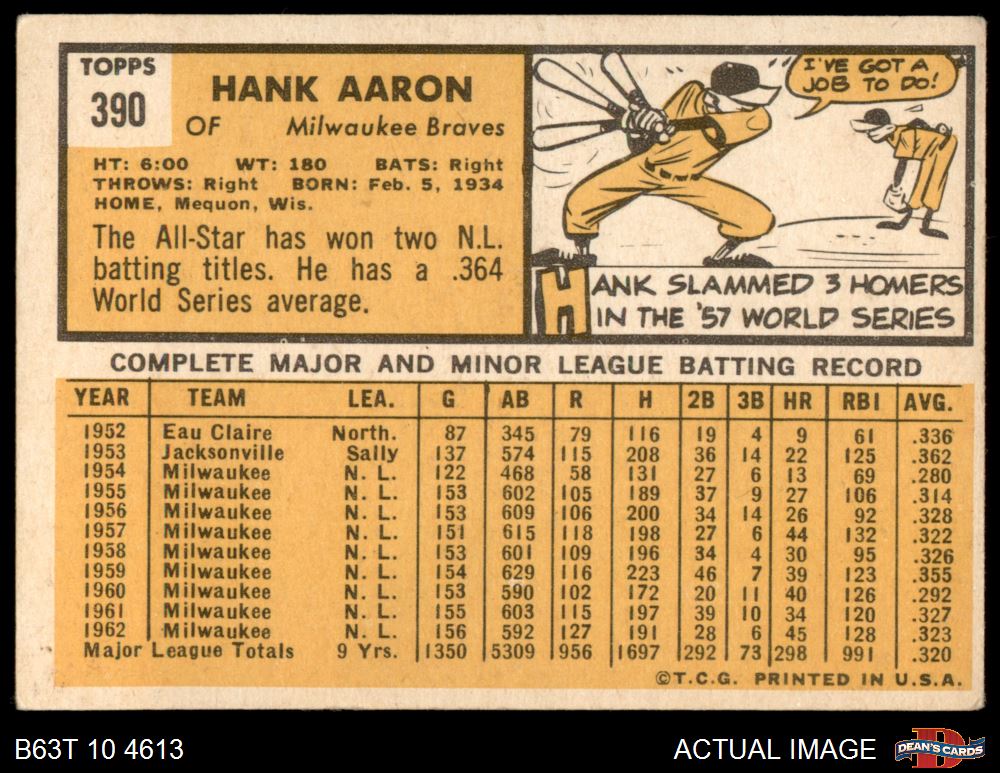 TOPPS
390
HANK AARON
OF Milwaukee Braves
HT: 6:00 WT: 180 BATS: Right
THROWS: Right BORN: Feb. 5, 1934
HOME, Mequon, Wis.
The All-Star has won two N.L.
batting titles. He has a .364
World Series average.
I'VE GOT A
JOB TO DO!
HANK SLAMMED 3 HOMERS
IN THE '57 WORLD SERIES
COMPLETE MAJOR AND MINOR LEAGUE BATTING RECORD
YEAR TEAM LEA. G AB R H 2B 3B HR RBI AVG.
1952 Eau Claire North. 87 345 79 116 19 4 9 61 .336
1953 Jacksonville Sally 137 574 115 208 36 14 22 125 .362
1954 Milwaukee N. L. 122 468 58 131 27 6 13 69 .280
1955 Milwaukee N. L. 153 602 105 189 37 9 27 106 .314
1956 Milwaukee N. L. 153 609 106 200 34 14 26 92 .328
1957 Milwaukee N. L. 151 615 118 198 27 6 44 132 .322
1958 Milwaukee N. L. 153 601 109 196 34 4 30 95 .326
1959 Milwaukee N. L. 154 629 116 223 46 7 39 123 .355
1960 Milwaukee N. L. 153 590 102 172 20 11 40 126 .292
1961 Milwaukee N. L. 155 603 115 197 39 10 34 120 .327
1962 Milwaukee N. L. 156 592 127 191 28 6 45 128 .323
Major League Totals 9 Yrs. 1350 5309 956 1697 292 73 298 991 .320
©T.C.G. PRINTED IN U.S.A.
B63T 10 4613
ACTUAL IMAGE
D
DEAN'S CARDS